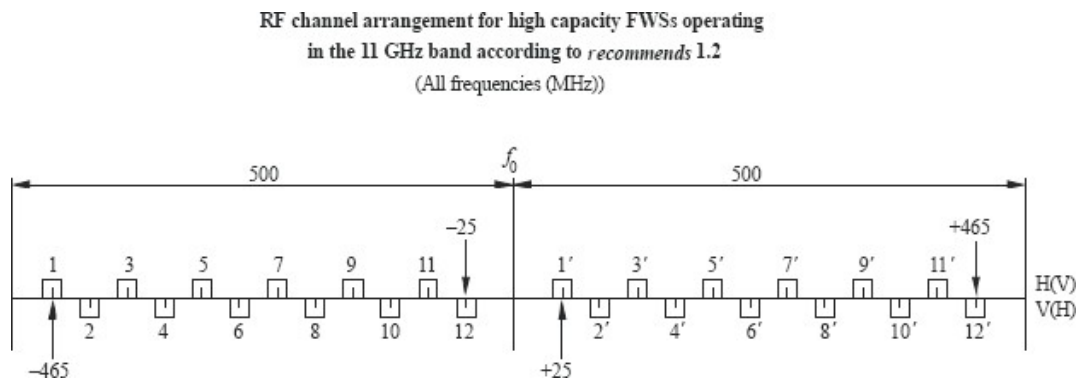 RF channel arrangement for high capacity FWSs operating
in the 11 GHz band according to recommends 1.2
(All frequencies (MHz))
f0
500 500
–25 +465
1 3 5 7 9 11 1′ 3′ 5′ 7′ 9′ 11′ H(V)
2 4 6 8 10 12 2′ 4′ 6′ 8′ 10′ 12′ V(H)
–465 +25